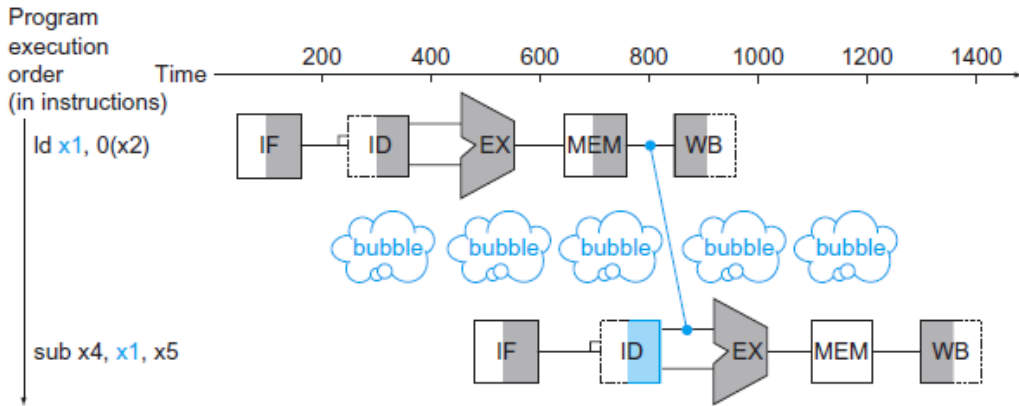 Program
execution
order
(in instructions)
Time
200 400 600 800 1000 1200 1400
ld x1, 0(x2)
IF ID EX MEM WB
bubble bubble bubble bubble bubble
sub x4, x1, x5
IF ID EX MEM WB